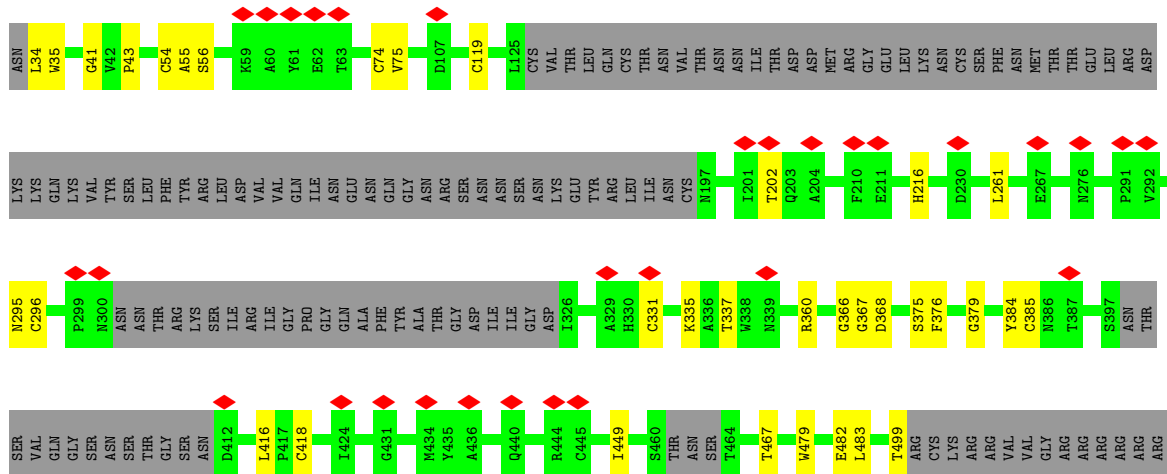 ASN L34 W35 G41 V42 P43 C54 A55 S56 K59 A60 Y61 E62 T63 C74 V75 D107 C119 L125 CYS VAL THR LEU GLN CYS THR ASN VAL THR ASN ASN ILE THR ASP ASP MET ARG GLY GLU LEU LYS ASN CYS SER PHE ASN MET THR THR GLU LEU ARG ASP
LYS LYS GLN LYS VAL TYR SER LEU PHE TYR ARG LEU ASP VAL VAL GLN ILE ASN GLU ASN GLN GLY ASN ARG SER ASN ASN SER ASN LYS GLU TYR ARG LEU ILE ASN CYS N197 I201 T202 Q203 A204 F210 E211 H216 D230 L261 E267 N276 P291 V292
N295 C296 P299 N300 ASN ASN THR ARG LYS SER ILE ARG ILE GLY PRO GLY GLN ALA PHE TYR ALA THR GLY ASP ILE ILE GLY ASP I326 A329 H330 C331 K335 A336 T337 W338 N339 R360 G366 G367 D368 S375 F376 G379 Y384 C385 N386 T387 S397 ASN THR
SER VAL GLN GLY SER ASN SER THR GLY SER ASN D412 L416 P417 C418 I424 G431 M434 Y435 A436 Q440 R444 C445 I449 S460 THR ASN SER T464 T467 W479 E482 L483 T499 ARG CYS LYS ARG ARG VAL VAL GLY ARG ARG ARG ARG ARG ARG